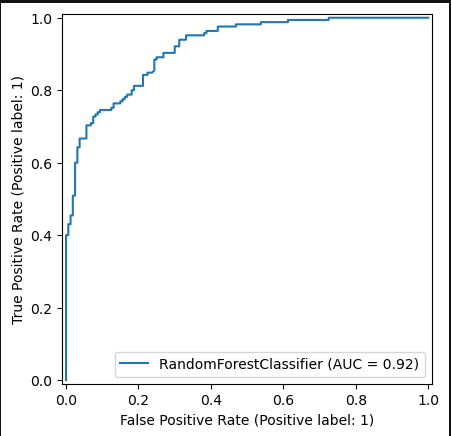 1.0
0.8
0.6
0.4
0.2
0.0
True Positive Rate (Positive label: 1)
RandomForestClassifier (AUC = 0.92)
0.0 0.2 0.4 0.6 0.8 1.0
False Positive Rate (Positive label: 1)